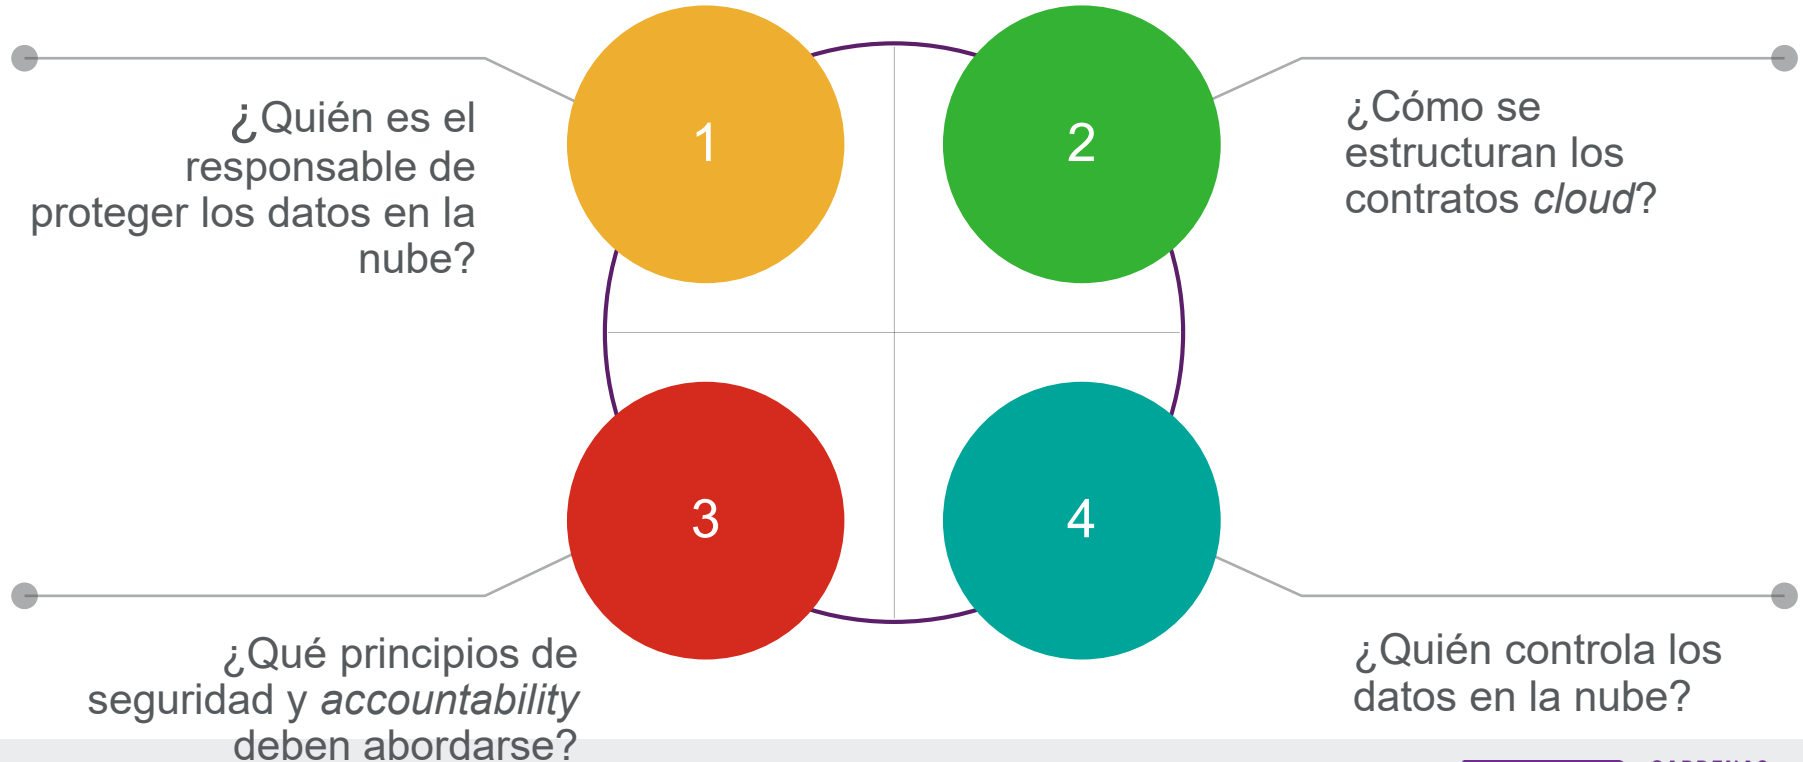 1
¿Quién es el
responsable de
proteger los datos en la
nube?
2
¿Cómo se
estructuran los
contratos cloud?
3
¿Qué principios de
seguridad y accountability
deben abordarse?
4
¿Quién controla los
datos en la nube?